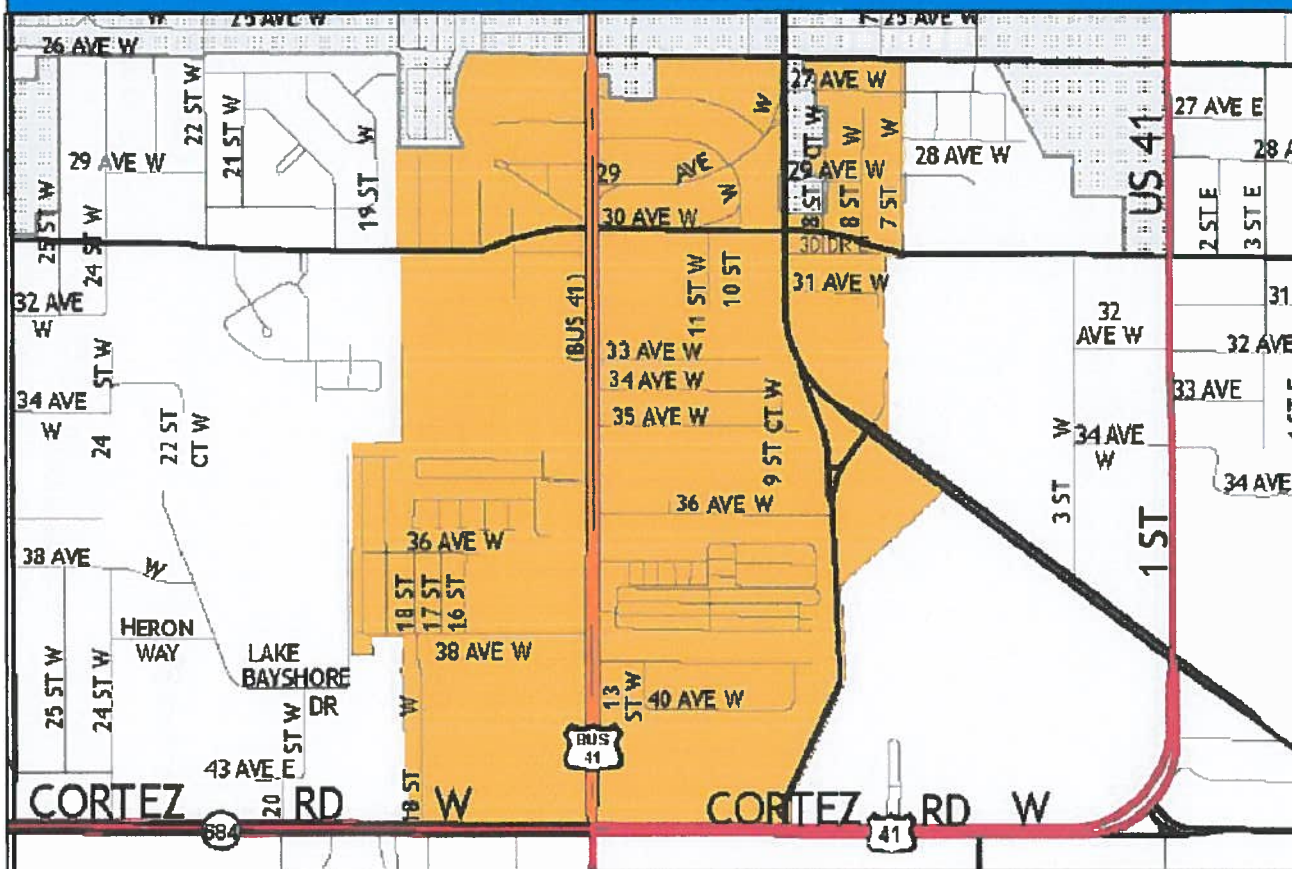 25 AVE W
25 AVE W
26 AVE W
27 AVE W
27 AVE E
22 ST W
21 ST W
29 AVE W
19 ST W
25 ST W
24 ST W
29 AVE W
W
30 AVE W
8 ST CT W
29 AVE W
8 ST W
7 ST W
28 AVE W
US 41
28 A
2 ST E
3 ST E
30 DR E
31 AVE W
32 AVE
W
(BUS 41)
11 ST W
10 ST
32
AVE W
31
32 AVE
33 AVE W
34 AVE W
35 AVE W
33 AVE
34 AVE
W
24 ST W
22 ST
CT W
9 ST CT W
3 ST W
34 AVE
W
34 AVE
36 AVE W
36 AVE W
1 ST
38 AVE W
18 ST
17 ST
16 ST
HERON
WAY
38 AVE W
LAKE
BAYSHORE
DR
25 ST W
24 ST W
13
ST W
40 AVE W
20 ST W
43 AVE E
18 ST W
BUS
41
CORTEZ RD W
CORTEZ RD W
684
41